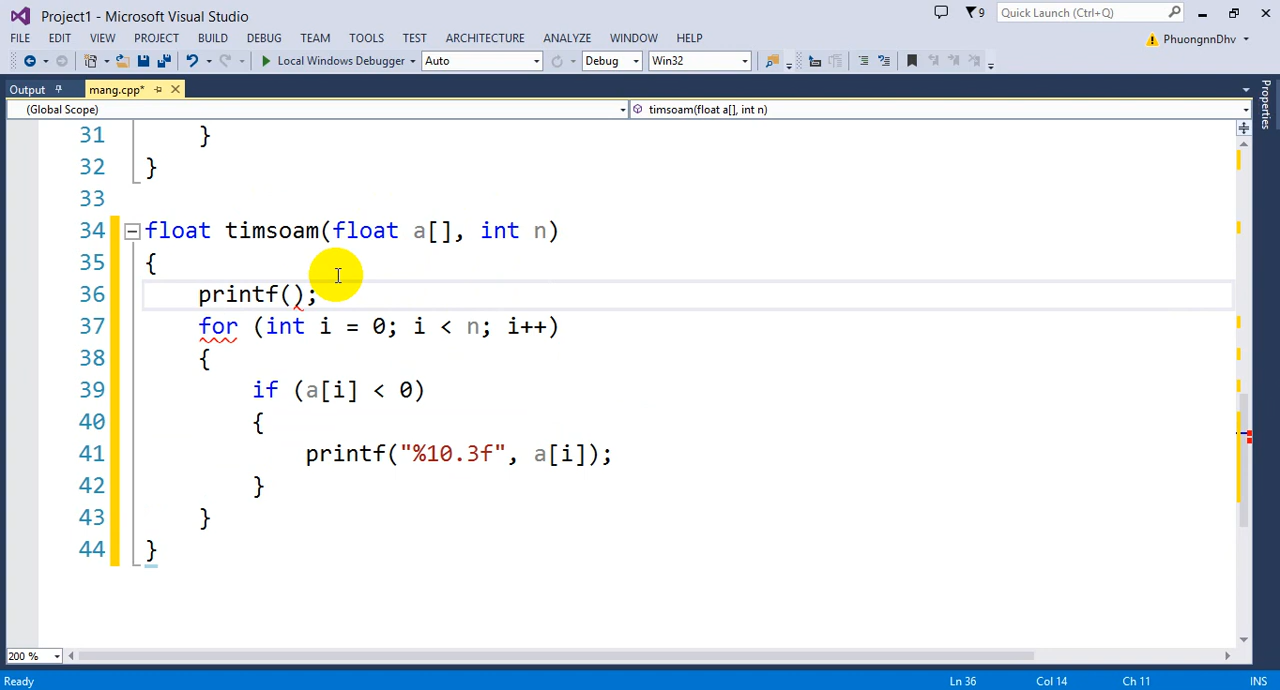 Project1 - Microsoft Visual Studio
9
Quick Launch (Ctrl+Q)
FILE EDIT VIEW PROJECT BUILD DEBUG TEAM TOOLS TEST ARCHITECTURE ANALYZE WINDOW HELP
PhuongnnDhv
Local Windows Debugger Auto Debug Win32
Output mang.cpp*
Properties
(Global Scope) timsoam(float a[], int n)
31 }
32 }
33
34 float timsoam(float a[], int n)
35 {
36 printf();
37 for (int i = 0; i < n; i++)
38 {
39 if (a[i] < 0)
40 {
41 printf("%10.3f", a[i]);
42 }
43 }
44 }
200 %
Ready Ln 36 Col 14 Ch 11 INS